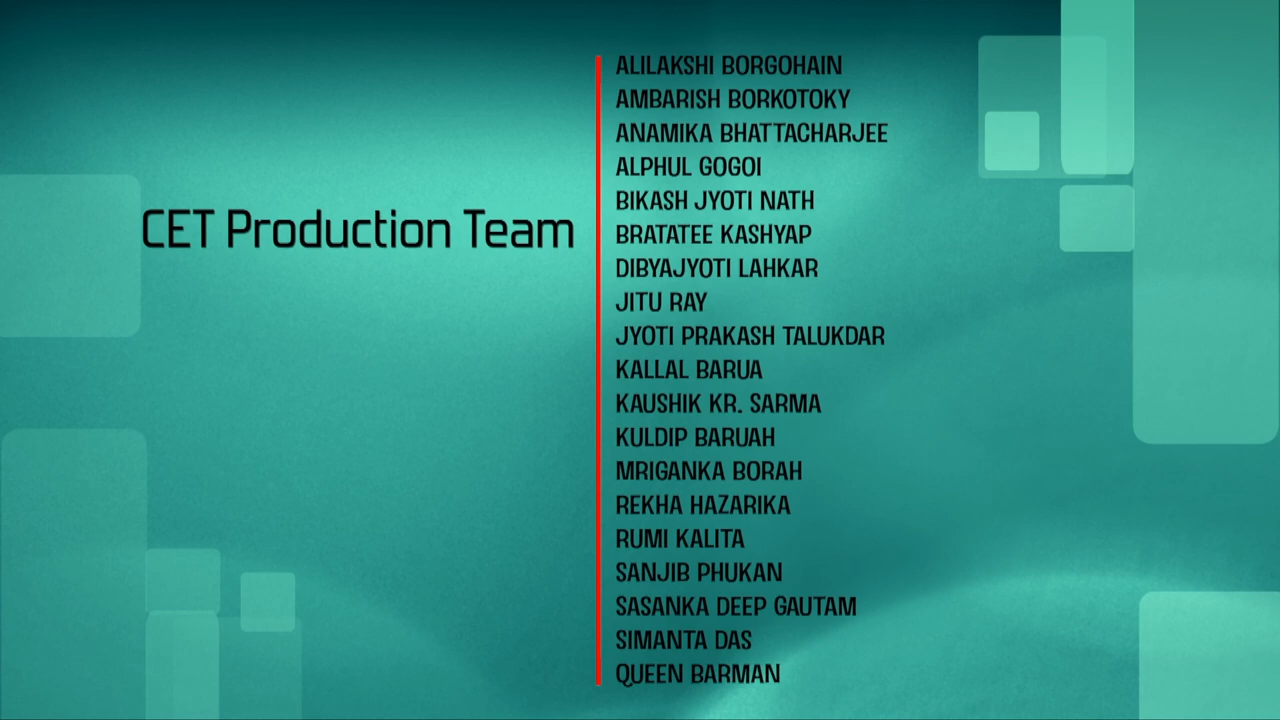 CET Production Team
ALILAKSHI BORGOHAIN
AMBARISH BORKOTOKY
ANAMIKA BHATTACHARJEE
ALPHUL GOGOI
BIKASH JYOTI NATH
BRATATEE KASHYAP
DIBYAJYOTI LAHKAR
JITU RAY
JYOTI PRAKASH TALUKDAR
KALLAL BARUA
KAUSHIK KR. SARMA
KULDIP BARUAH
MRIGANKA BORAH
REKHA HAZARIKA
RUMI KALITA
SANJIB PHUKAN
SASANKA DEEP GAUTAM
SIMANTA DAS
QUEEN BARMAN